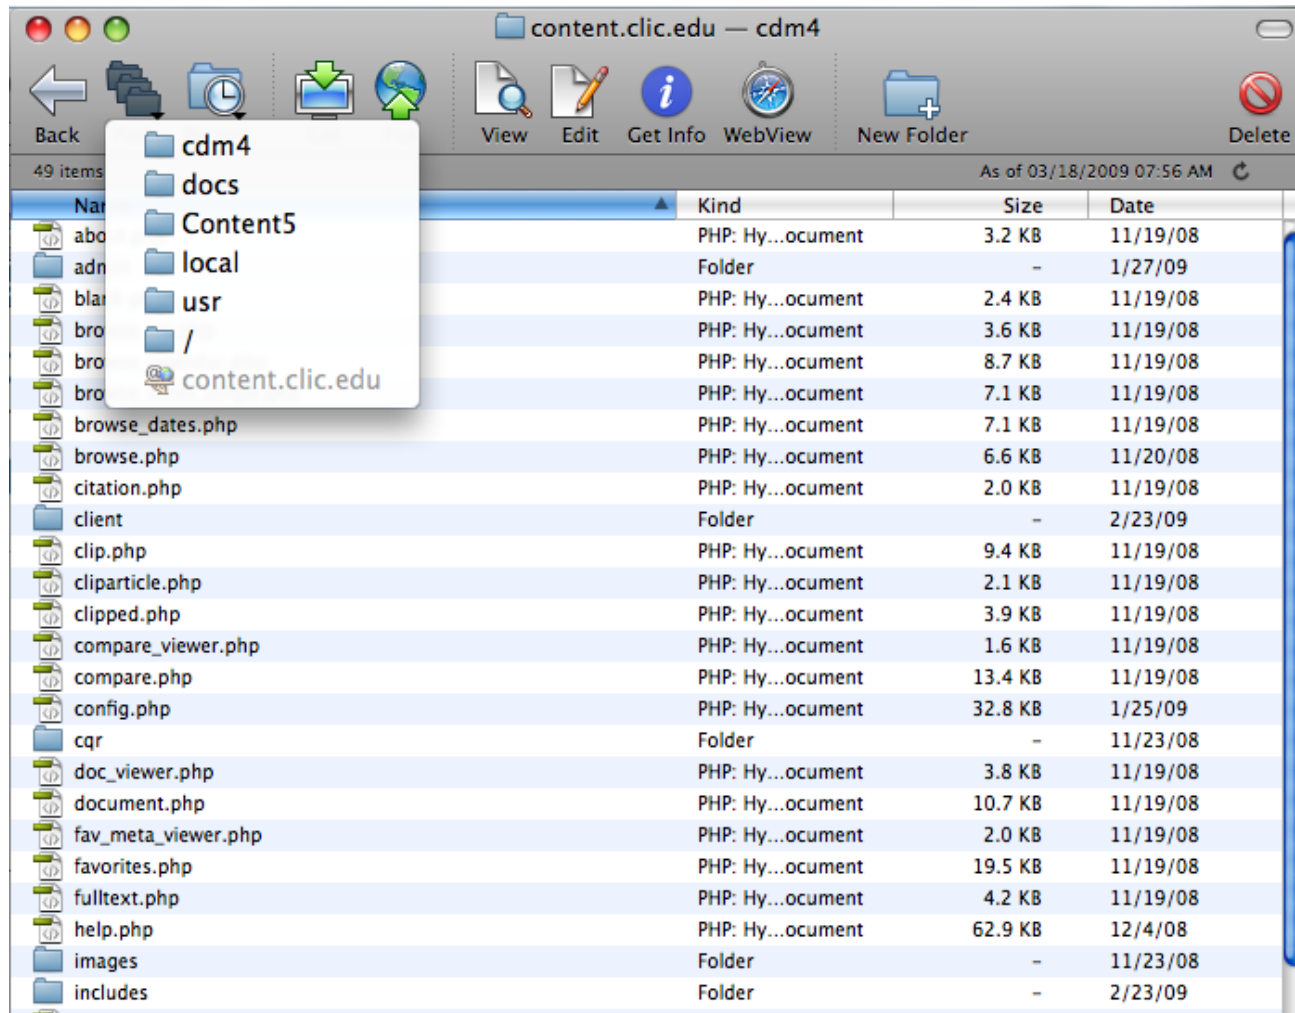 content.clic.edu — cdm4
Back
View Edit Get Info WebView New Folder Delete
49 items As of 03/18/2009 07:56 AM
cdm4
docs
Content5
local
usr
/
content.clic.edu
Kind Size Date
PHP: Hy...ocument 3.2 KB 11/19/08
Folder – 1/27/09
PHP: Hy...ocument 2.4 KB 11/19/08
PHP: Hy...ocument 3.6 KB 11/19/08
PHP: Hy...ocument 8.7 KB 11/19/08
PHP: Hy...ocument 7.1 KB 11/19/08
browse_dates.php PHP: Hy...ocument 7.1 KB 11/19/08
browse.php PHP: Hy...ocument 6.6 KB 11/20/08
citation.php PHP: Hy...ocument 2.0 KB 11/19/08
client Folder – 2/23/09
clip.php PHP: Hy...ocument 9.4 KB 11/19/08
cliparticle.php PHP: Hy...ocument 2.1 KB 11/19/08
clipped.php PHP: Hy...ocument 3.9 KB 11/19/08
compare_viewer.php PHP: Hy...ocument 1.6 KB 11/19/08
compare.php PHP: Hy...ocument 13.4 KB 11/19/08
config.php PHP: Hy...ocument 32.8 KB 1/25/09
cqr Folder – 11/23/08
doc_viewer.php PHP: Hy...ocument 3.8 KB 11/19/08
document.php PHP: Hy...ocument 10.7 KB 11/19/08
fav_meta_viewer.php PHP: Hy...ocument 2.0 KB 11/19/08
favorites.php PHP: Hy...ocument 19.5 KB 11/19/08
fulltext.php PHP: Hy...ocument 4.2 KB 11/19/08
help.php PHP: Hy...ocument 62.9 KB 12/4/08
images Folder – 11/23/08
includes Folder – 2/23/09